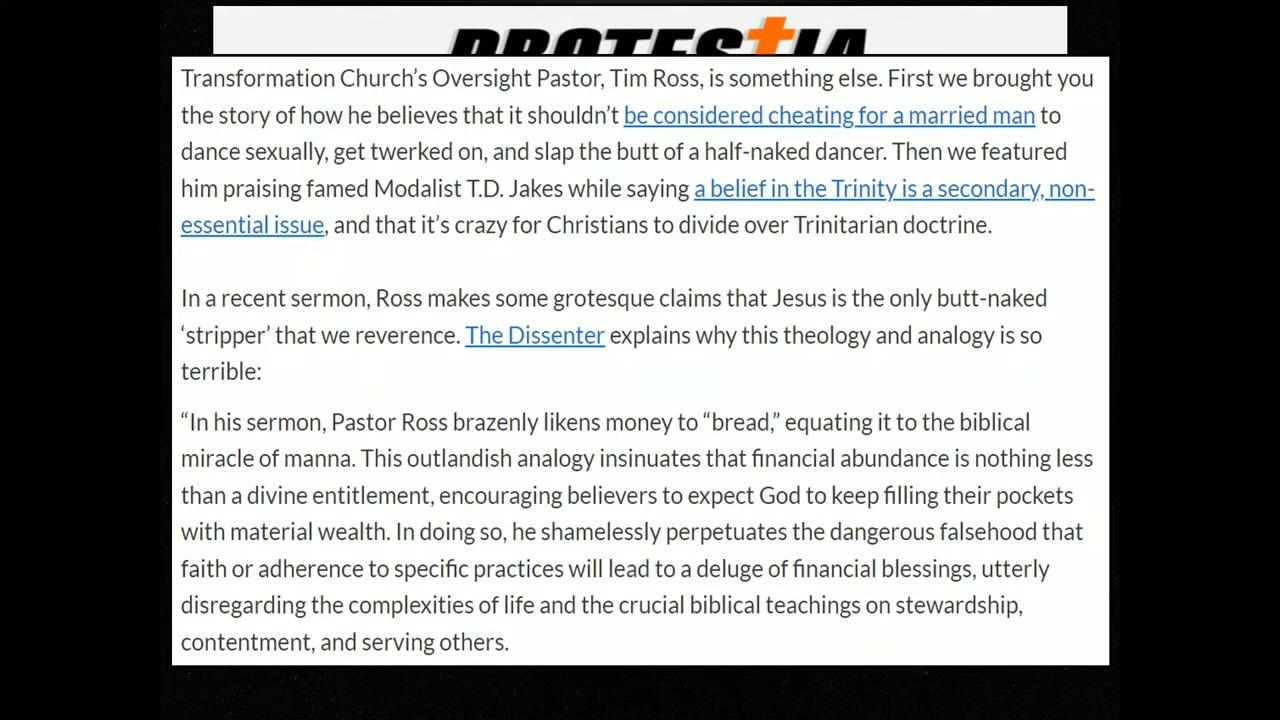 PROTESTIA
Transformation Church’s Oversight Pastor, Tim Ross, is something else. First we brought you
the story of how he believes that it shouldn’t be considered cheating for a married man to
dance sexually, get twerked on, and slap the butt of a half-naked dancer. Then we featured
him praising famed Modalist T.D. Jakes while saying a belief in the Trinity is a secondary, non-
essential issue, and that it’s crazy for Christians to divide over Trinitarian doctrine.
In a recent sermon, Ross makes some grotesque claims that Jesus is the only butt-naked
‘stripper’ that we reverence. The Dissenter explains why this theology and analogy is so
terrible:
“In his sermon, Pastor Ross brazenly likens money to “bread,” equating it to the biblical
miracle of manna. This outlandish analogy insinuates that financial abundance is nothing less
than a divine entitlement, encouraging believers to expect God to keep filling their pockets
with material wealth. In doing so, he shamelessly perpetuates the dangerous falsehood that
faith or adherence to specific practices will lead to a deluge of financial blessings, utterly
disregarding the complexities of life and the crucial biblical teachings on stewardship,
contentment, and serving others.